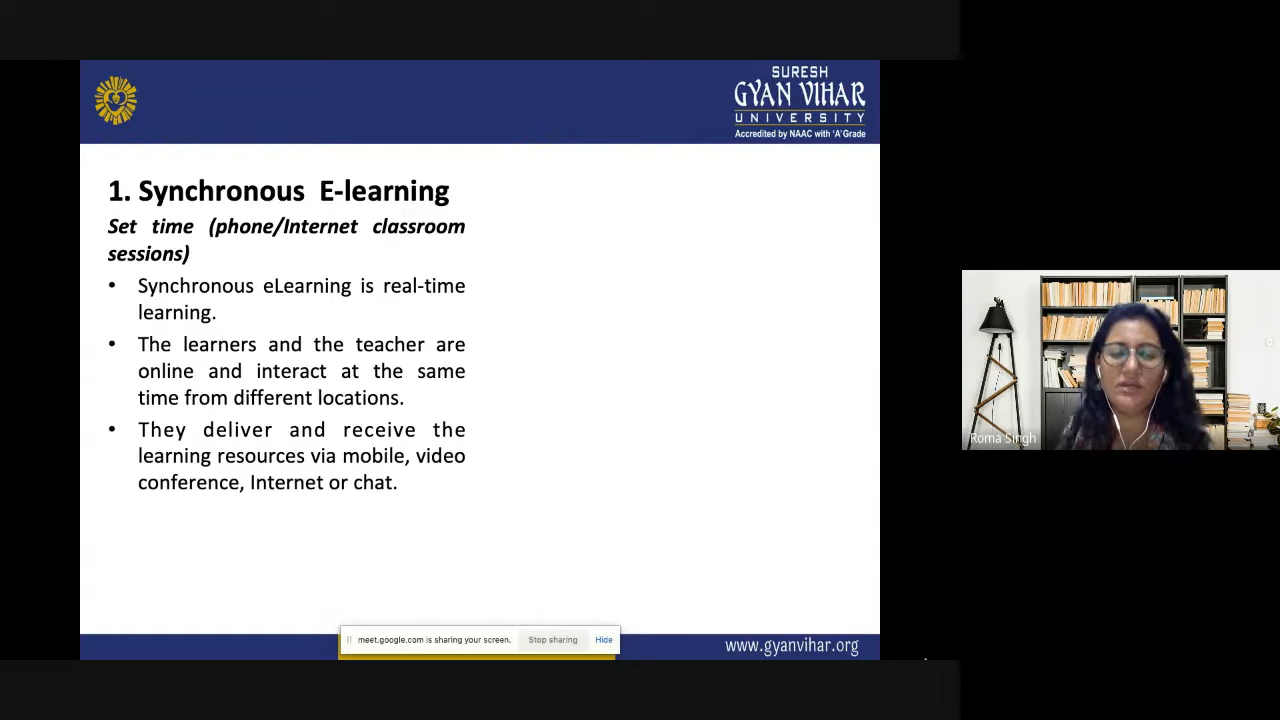 SURESH
GYAN VIHAR
UNIVERSITY
Accredited by NAAC with 'A' Grade
1. Synchronous E-learning
Set time (phone/Internet classroom
sessions)
• Synchronous eLearning is real-time
learning.
• The learners and the teacher are
online and interact at the same
time from different locations.
• They deliver and receive the
learning resources via mobile, video
conference, Internet or chat.
Roma Singh
meet.google.com is sharing your screen. Stop sharing Hide
www.gyanvihar.org